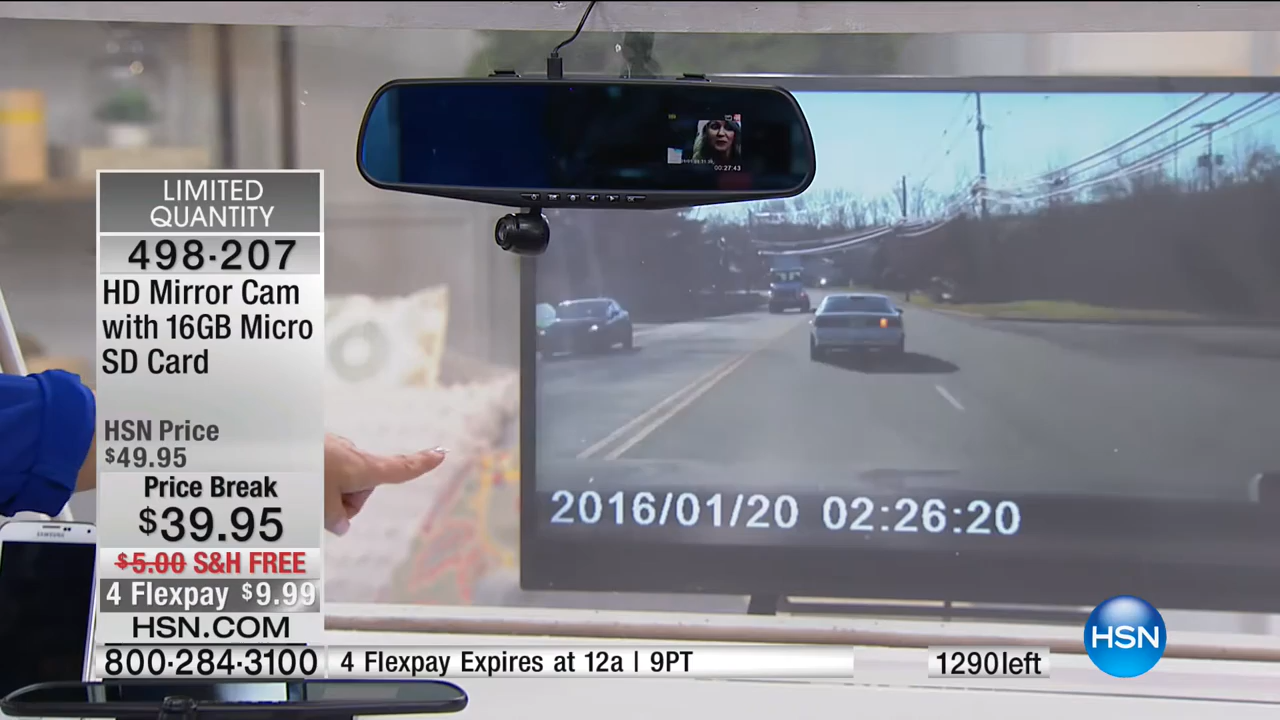 LIMITED
QUANTITY
498-207
HD Mirror Cam
with 16GB Micro
SD Card
HSN Price
$49.95
Price Break
$39.95
$5.00 S&H FREE
4 Flexpay $9.99
HSN.COM
800-284-3100
4 Flexpay Expires at 12a | 9PT
1290left
HSN
2016/01/20 02:26:20
00:27:43
SAMSUNG